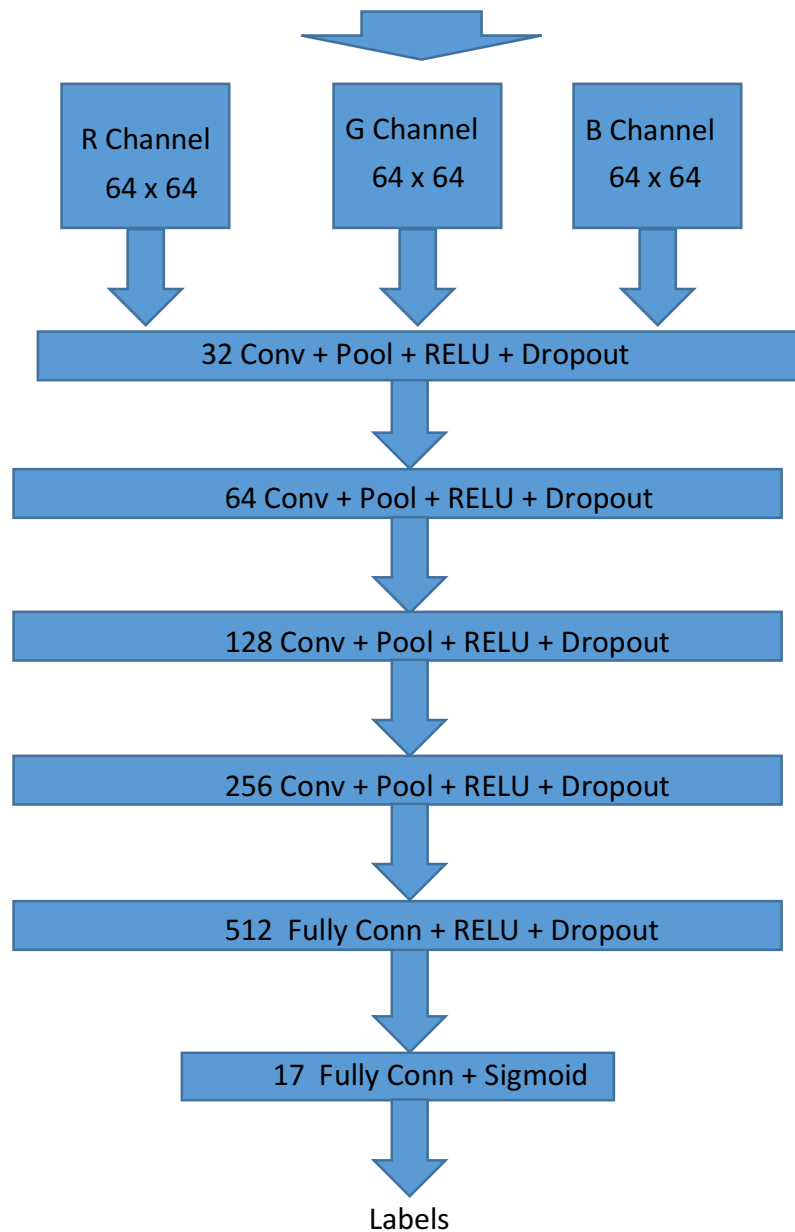 R Channel
64 x 64
G Channel
64 x 64
B Channel
64 x 64
32 Conv + Pool + RELU + Dropout
64 Conv + Pool + RELU + Dropout
128 Conv + Pool + RELU + Dropout
256 Conv + Pool + RELU + Dropout
512 Fully Conn + RELU + Dropout
17 Fully Conn + Sigmoid
Labels